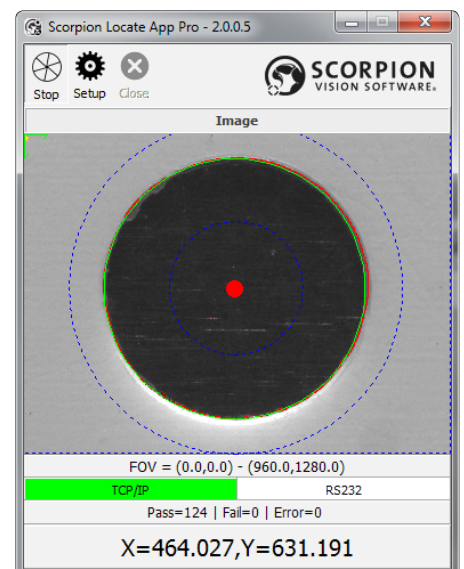 Scorpion Locate App Pro - 2.0.0.5
Stop Setup Close
SCORPION
VISION SOFTWARE®
Image
FOV = (0.0,0.0) - (960.0,1280.0)
TCP/IP RS232
Pass=124 | Fail=0 | Error=0
X=464.027,Y=631.191